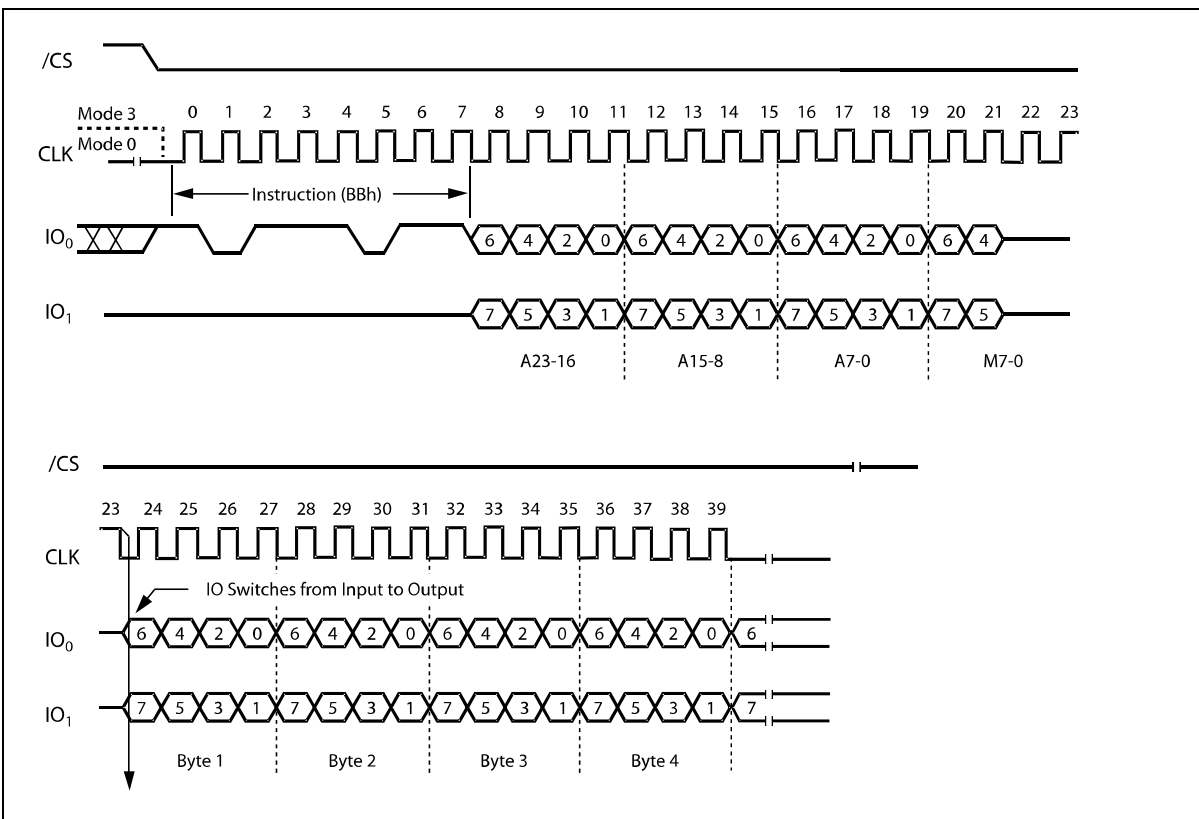 /CS
Mode 3
0 1 2 3 4 5 6 7 8 9 10 11 12 13 14 15 16 17 18 19 20 21 22 23
Mode 0
CLK
Instruction (BBh)
IO0 6 4 2 0 6 4 2 0 6 4 2 0 6 4
IO1 7 5 3 1 7 5 3 1 7 5 3 1 7 5
A23-16 A15-8 A7-0 M7-0
/CS
23 24 25 26 27 28 29 30 31 32 33 34 35 36 37 38 39
CLK
IO Switches from Input to Output
IO0 6 4 2 0 6 4 2 0 6 4 2 0 6 4 2 0 6
IO1 7 5 3 1 7 5 3 1 7 5 3 1 7 5 3 1 7
Byte 1 Byte 2 Byte 3 Byte 4